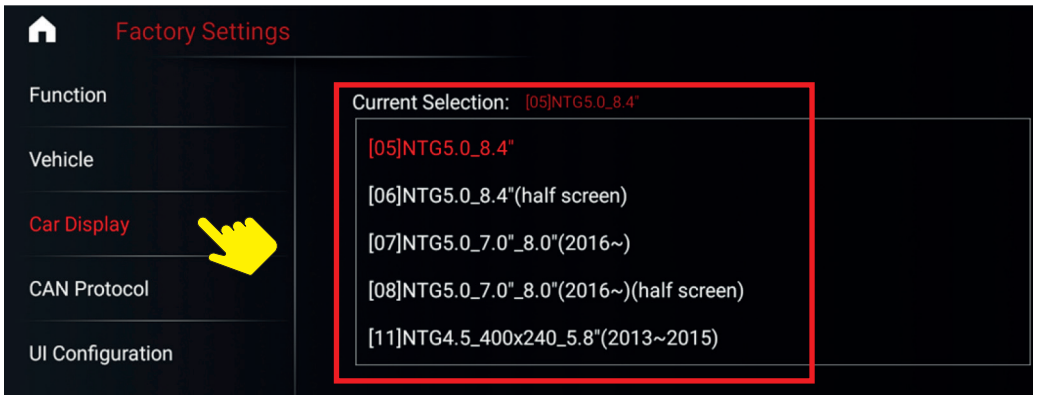 Factory Settings
Function
Vehicle
Car Display
CAN Protocol
UI Configuration
Current Selection: [05]NTG5.0_8.4"
[05]NTG5.0_8.4"
[06]NTG5.0_8.4"(half screen)
[07]NTG5.0_7.0"_8.0"(2016~)
[08]NTG5.0_7.0"_8.0"(2016~)(half screen)
[11]NTG4.5_400x240_5.8"(2013~2015)